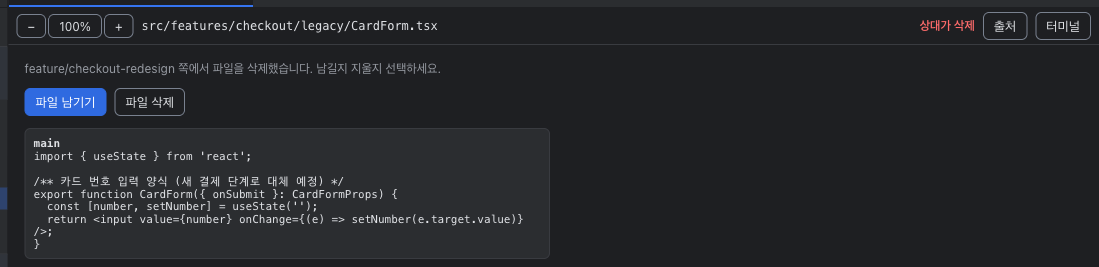 − 100% + src/features/checkout/legacy/CardForm.tsx 상대가 삭제 출처 터미널
feature/checkout-redesign 쪽에서 파일을 삭제했습니다. 남길지 지울지 선택하세요.
파일 남기기 파일 삭제
main
import { useState } from 'react';
/** 카드 번호 입력 양식 (새 결제 단계로 대체 예정) */
export function CardForm({ onSubmit }: CardFormProps) {
  const [number, setNumber] = useState('');
  return <input value={number} onChange={(e) => setNumber(e.target.value)}
/>;
}